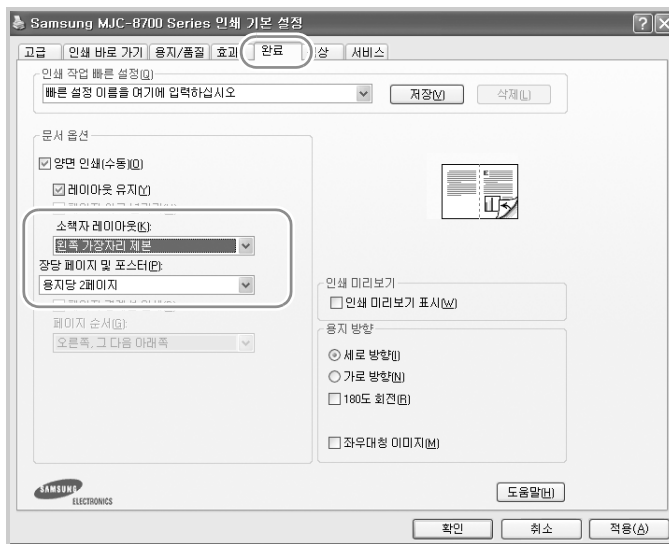 Samsung MJC-8700 Series 인쇄 기본 설정
고급 인쇄 바로 가기 용지/품질 효과 완료 상 서비스
인쇄 작업 빠른 설정(Q)
빠른 설정 이름을 여기에 입력하십시오 저장(V) 삭제(L)
문서 옵션
양면 인쇄(수동)(O)
레이아웃 유지(Y)
소책자 레이아웃(K):
왼쪽 가장자리 제본
장당 페이지 및 포스터(P):
용지당 2페이지
페이지 순서(G):
오른쪽, 그 다음 아래쪽
인쇄 미리보기
인쇄 미리보기 표시(W)
용지 방향
세로 방향(I)
가로 방향(N)
180도 회전(R)
좌우대칭 이미지(M)
SAMSUNG
ELECTRONICS
도움말(H)
확인 취소 적용(A)